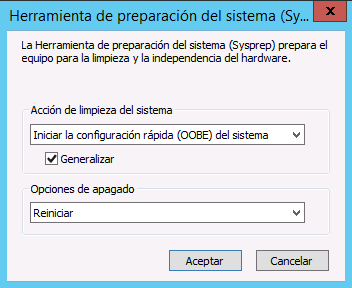 Herramienta de preparación del sistema (Sys
x
La Herramienta de preparación del sistema (Sysprep) prepara el
equipo para la limpieza y la independencia del hardware.
Acción de limpieza del sistema
Iniciar la configuración rápida (OOBE) del sistema
Generalizar
Opciones de apagado
Reiniciar
Aceptar
Cancelar